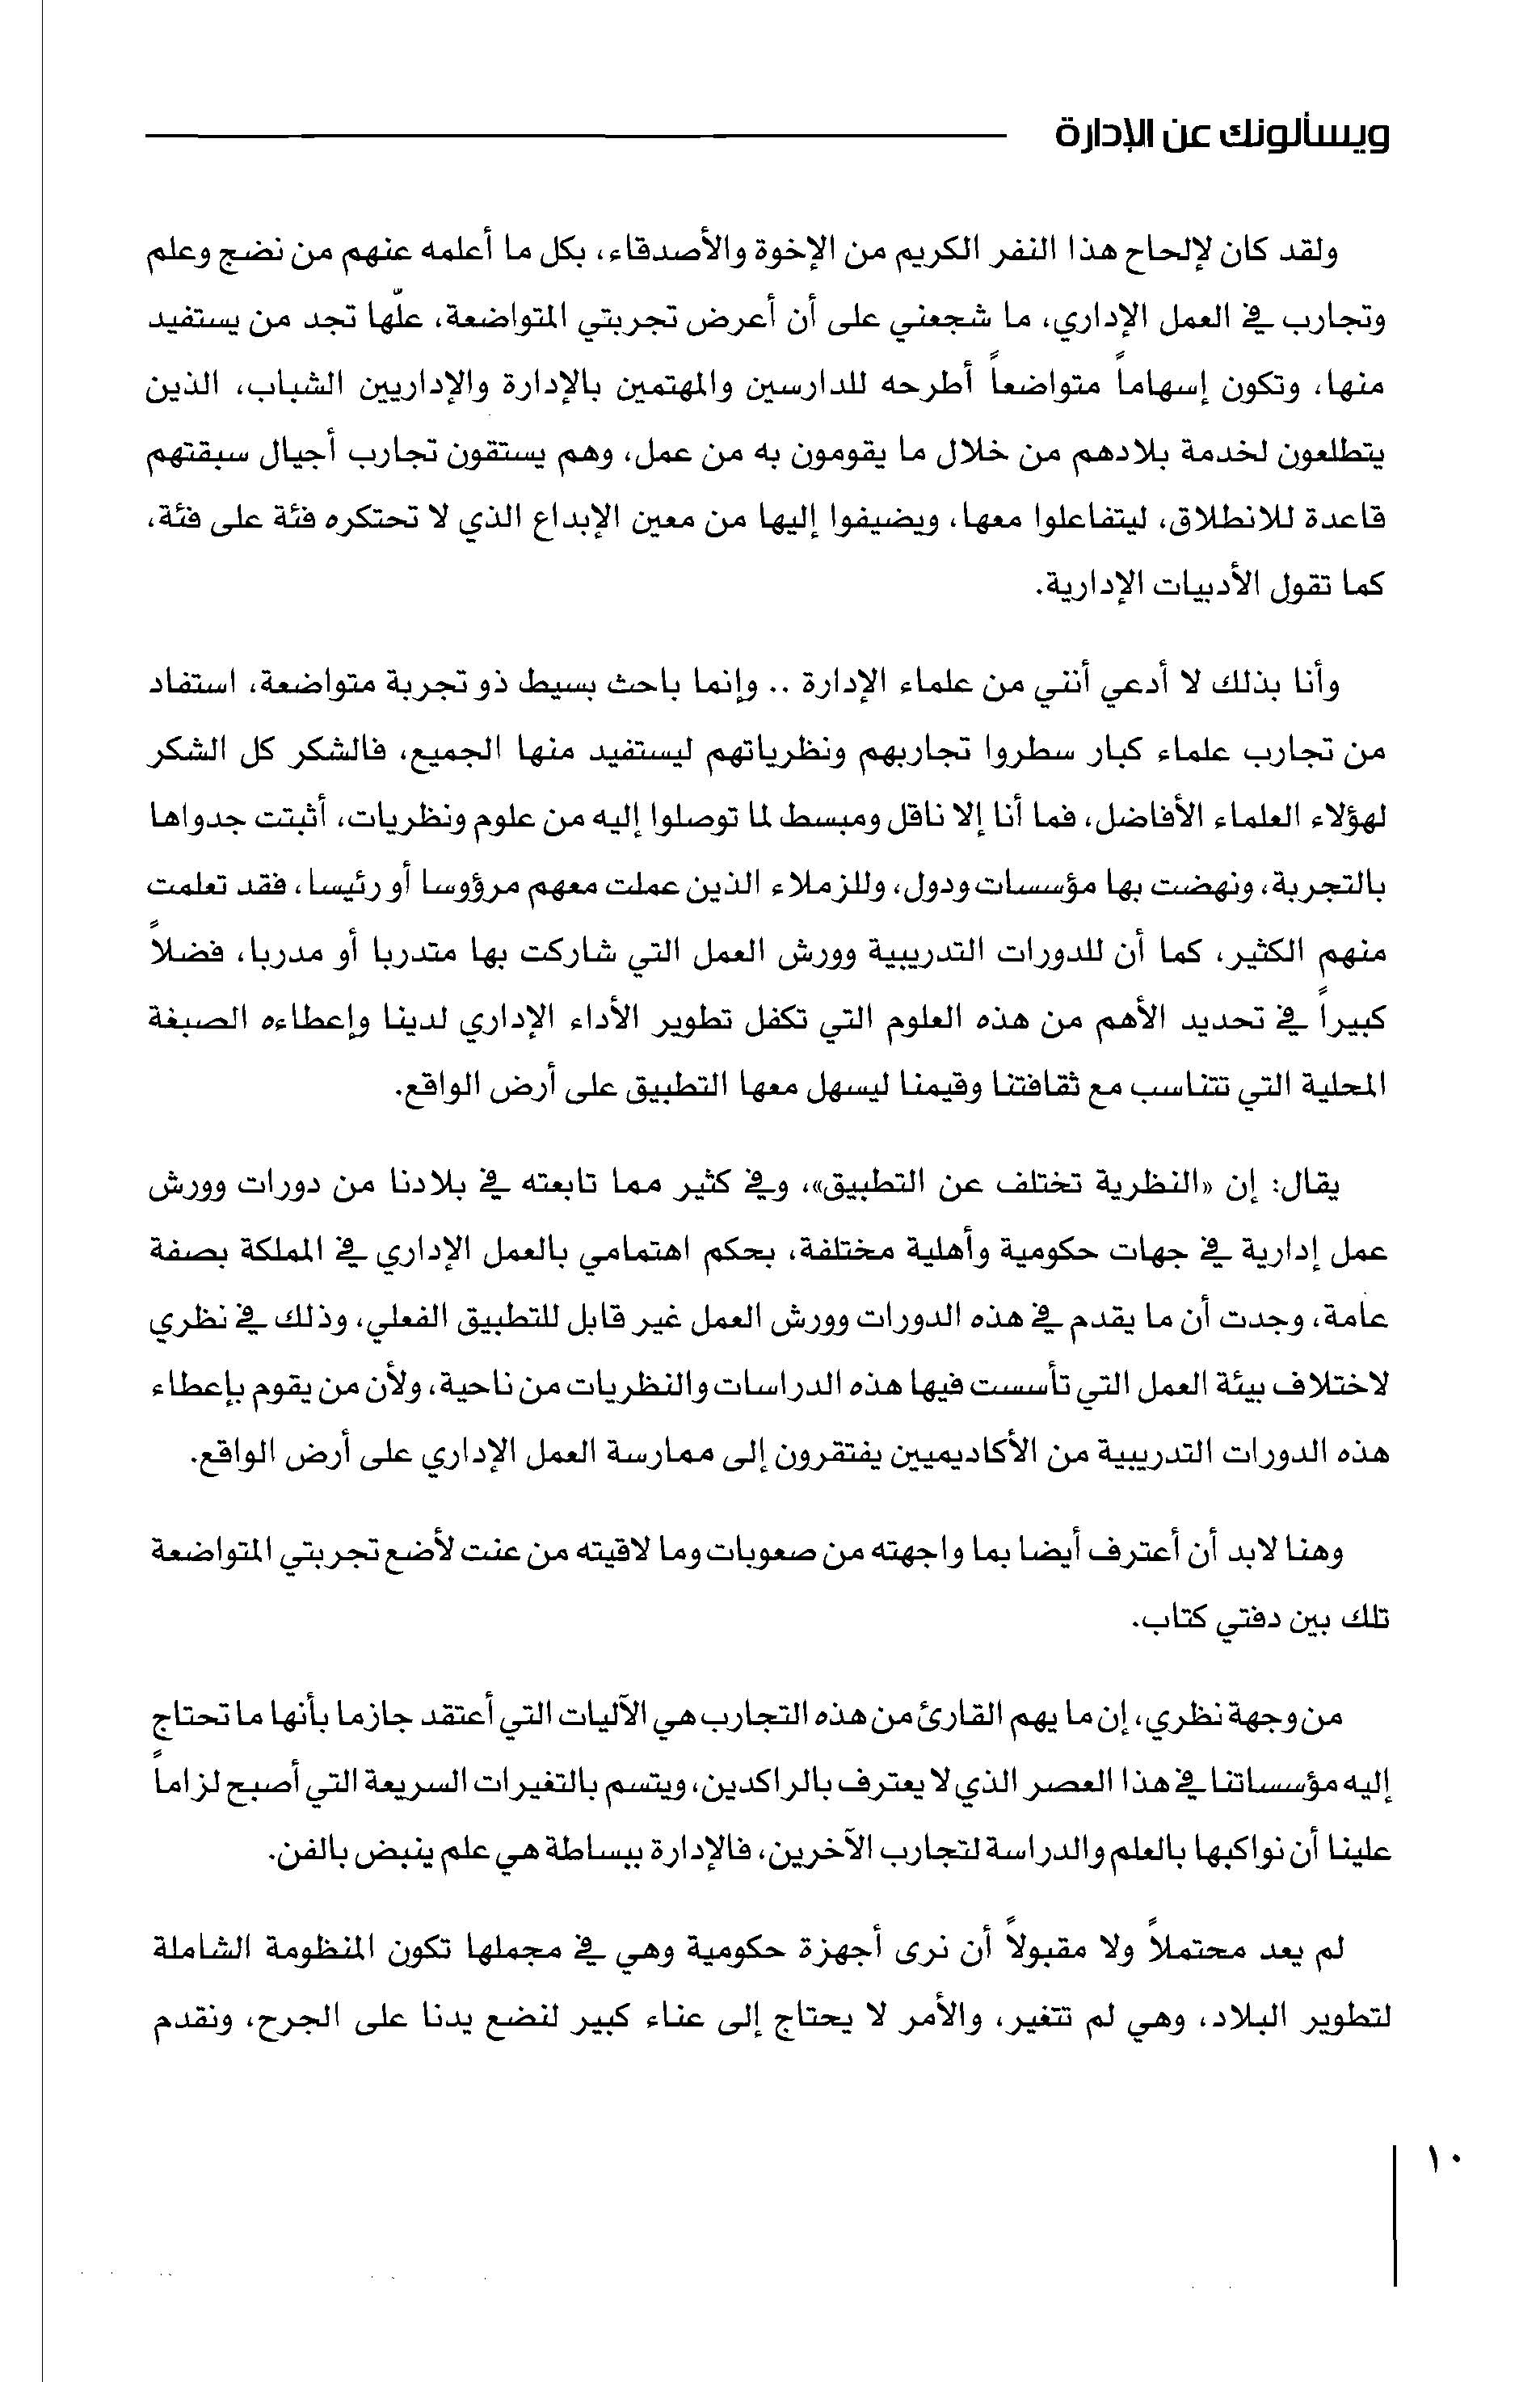 ويسألونك عن الإدارة
ولقد كان لإلحاح هذا النفر الكريم من الإخوة والأصدقاء، بكل ما أعلمه عنهم من نضج وعلم
وتجارب في العمل الإداري، ما شجعني على أن أعرض تجربتي المتواضعة، علّها تجد من يستفيد
منها، وتكون إسهاماً متواضعاً أطرحه للدارسين والمهتمين بالإدارة والإداريين الشباب، الذين
يتطلعون لخدمة بلادهم من خلال ما يقومون به من عمل، وهم يستقون تجارب أجيال سبقتهم
قاعدة للانطلاق، ليتفاعلوا معها، ويضيفوا إليها من معين الإبداع الذي لا تحتكره فئة على فئة،
كما تقول الأدبيات الإدارية.
وأنا بذلك لا أدعي أنني من علماء الإدارة .. وإنما باحث بسيط ذو تجربة متواضعة، استفاد
من تجارب علماء كبار سطروا تجاربهم ونظرياتهم ليستفيد منها الجميع، فالشكر كل الشكر
لهؤلاء العلماء الأفاضل، فما أنا إلا ناقل ومبسط لما توصلوا إليه من علوم ونظريات، أثبتت جدواها
بالتجربة، ونهضت بها مؤسسات ودول، وللزملاء الذين عملت معهم مرؤوسا أو رئيسا، فقد تعلمت
منهم الكثير، كما أن للدورات التدريبية وورش العمل التي شاركت بها متدربا أو مدربا، فضلاً
كبيراً في تحديد الأهم من هذه العلوم التي تكفل تطوير الأداء الإداري لدينا وإعطاءه الصبغة
المحلية التي تتناسب مع ثقافتنا وقيمنا ليسهل معها التطبيق على أرض الواقع.
يقال: إن «النظرية تختلف عن التطبيق»، وفي كثير مما تابعته في بلادنا من دورات وورش
عمل إدارية في جهات حكومية وأهلية مختلفة، بحكم اهتمامي بالعمل الإداري في المملكة بصفة
عامة، وجدت أن ما يقدم في هذه الدورات وورش العمل غير قابل للتطبيق الفعلي، وذلك في نظري
لاختلاف بيئة العمل التي تأسست فيها هذه الدراسات والنظريات من ناحية، ولأن من يقوم بإعطاء
هذه الدورات التدريبية من الأكاديميين يفتقرون إلى ممارسة العمل الإداري على أرض الواقع.
وهنا لابد أن أعترف أيضا بما واجهته من صعوبات وما لاقيته من عنت لأضع تجربتي المتواضعة
تلك بين دفتي كتاب.
من وجهة نظري، إن ما يهم القارئ من هذه التجارب هي الآليات التي أعتقد جازما بأنها ما تحتاج
إليه مؤسساتنا في هذا العصر الذي لا يعترف بالراكدين، ويتسم بالتغيرات السريعة التي أصبح لزاماً
علينا أن نواكبها بالعلم والدراسة لتجارب الآخرين، فالإدارة ببساطة هي علم ينبض بالفن.
لم يعد محتملاً ولا مقبولاً أن نرى أجهزة حكومية وهي في مجملها تكون المنظومة الشاملة
لتطوير البلاد، وهي لم تتغير، والأمر لا يحتاج إلى عناء كبير لنضع يدنا على الجرح، ونقدم
١٠